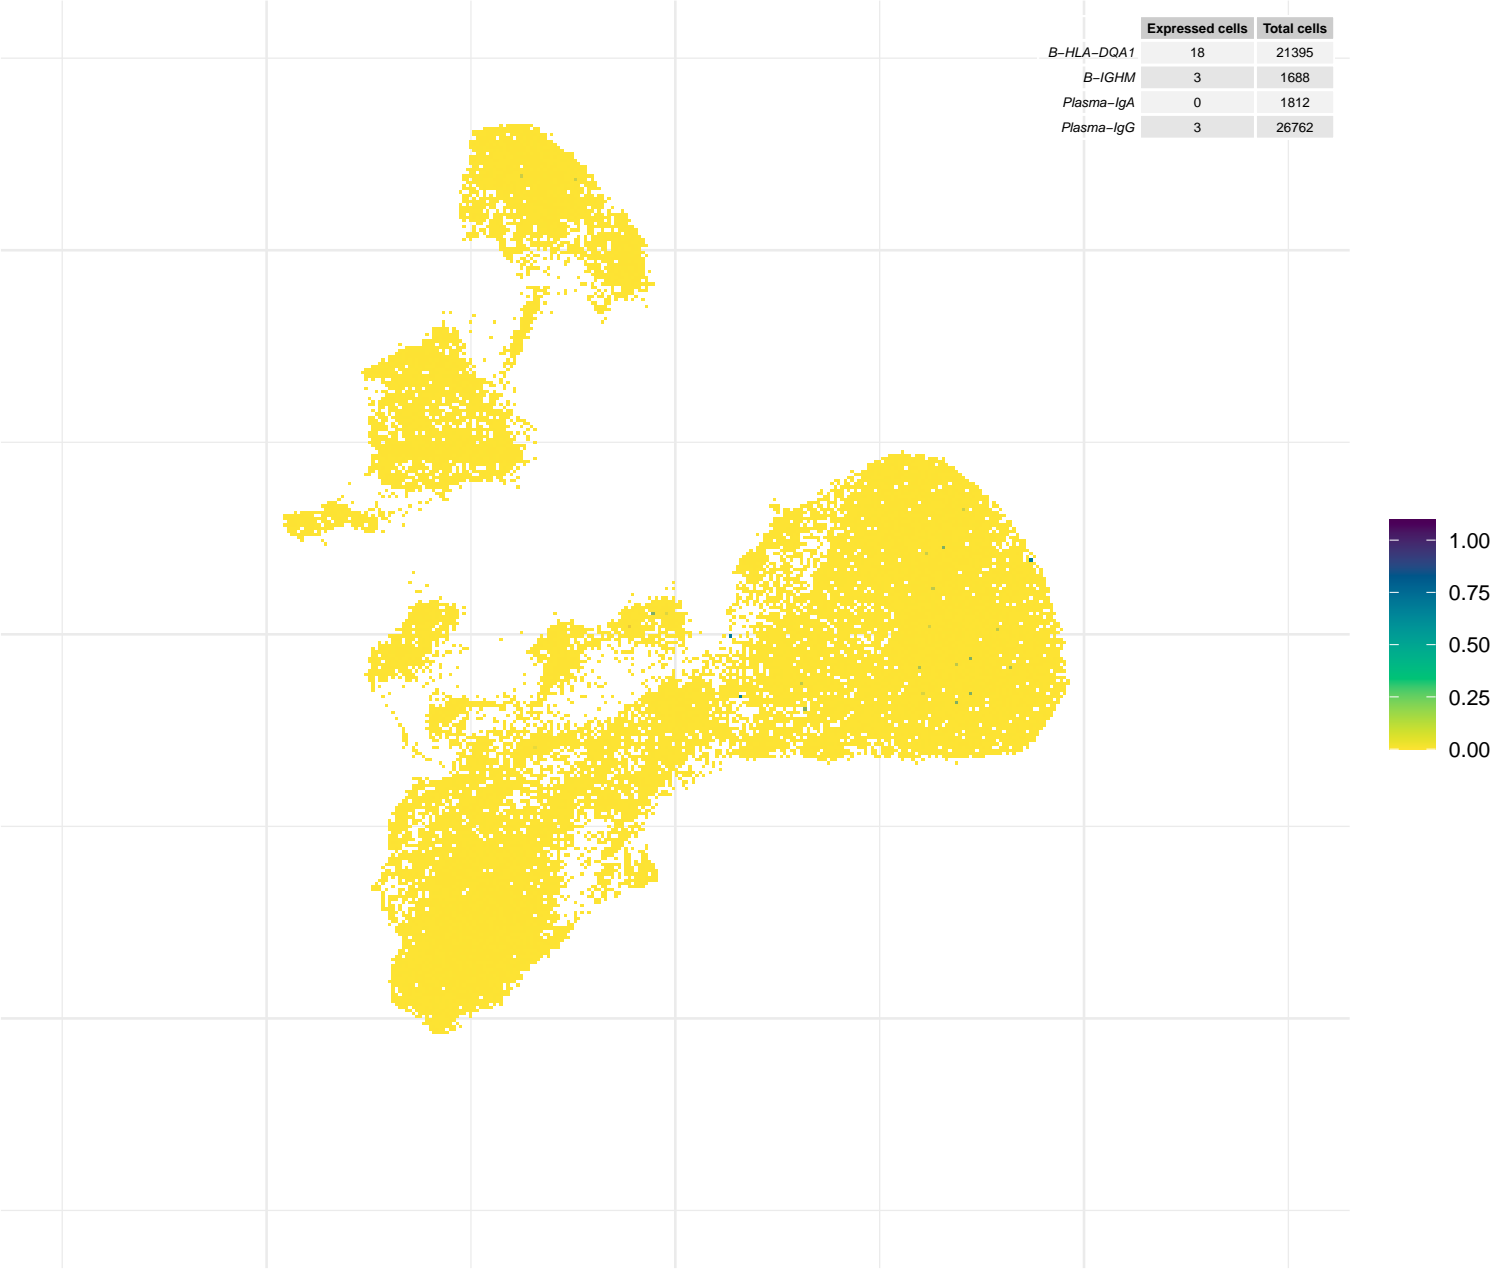 Expressed cells Total cells
B−HLA−DQA1 18 21395
B−IGHM 3 1688
Plasma−IgA 0 1812
Plasma−IgG 3 26762
1.00
0.75
0.50
0.25
0.00